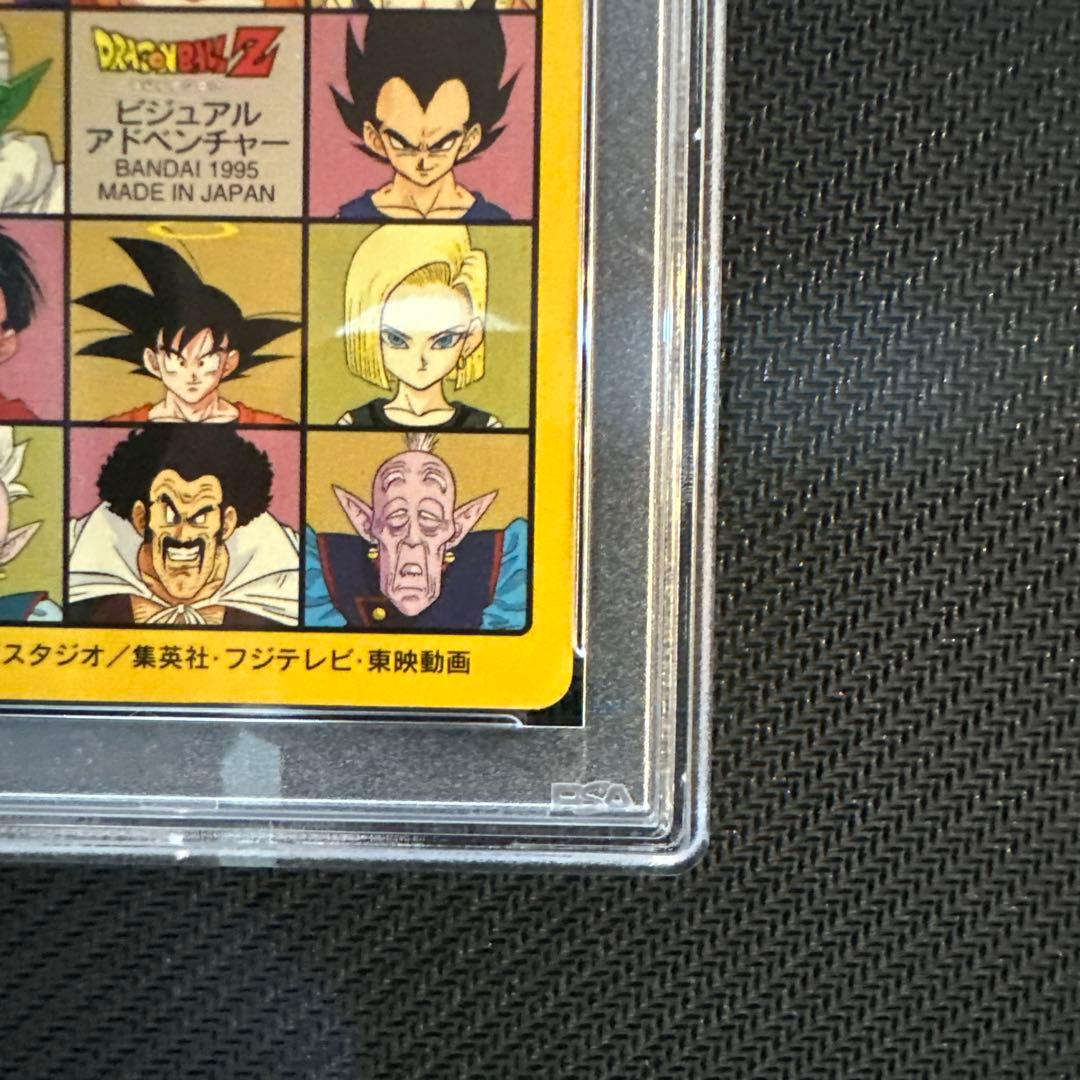 DRAGON BALL Z
ビジュアル
アドベンチャー
BANDAI 1995
MADE IN JAPAN
スタジオ/集英社·フジテレビ·東映動画
PSA